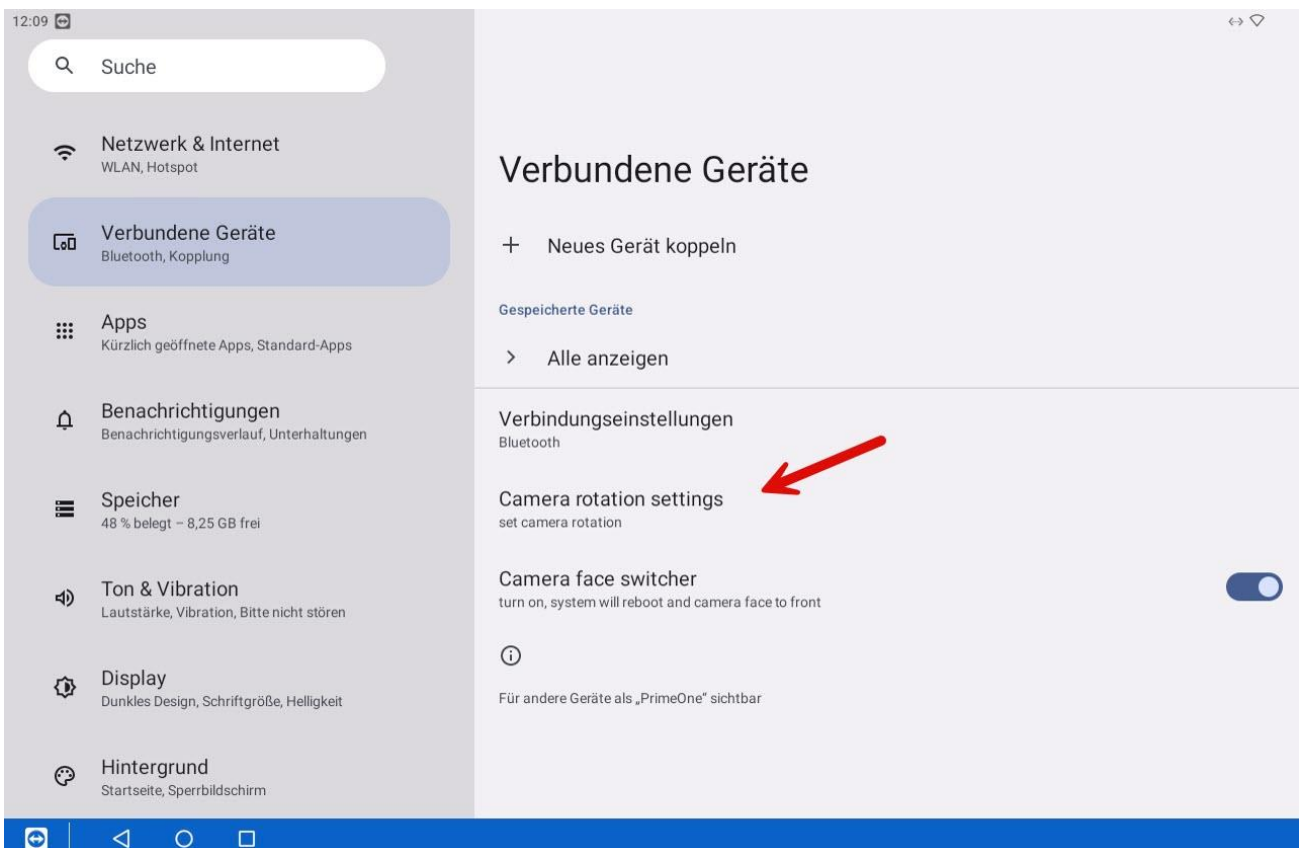 12:09
Suche
Netzwerk & Internet
WLAN, Hotspot
Verbundene Geräte
Bluetooth, Kopplung
Apps
Kürzlich geöffnete Apps, Standard-Apps
Benachrichtigungen
Benachrichtigungsverlauf, Unterhaltungen
Speicher
48 % belegt – 8,25 GB frei
Ton & Vibration
Lautstärke, Vibration, Bitte nicht stören
Display
Dunkles Design, Schriftgröße, Helligkeit
Hintergrund
Startseite, Sperrbildschirm
Verbundene Geräte
Neues Gerät koppeln
Gespeicherte Geräte
Alle anzeigen
Verbindungseinstellungen
Bluetooth
Camera rotation settings
set camera rotation
Camera face switcher
turn on, system will reboot and camera face to front
Für andere Geräte als „PrimeOne“ sichtbar